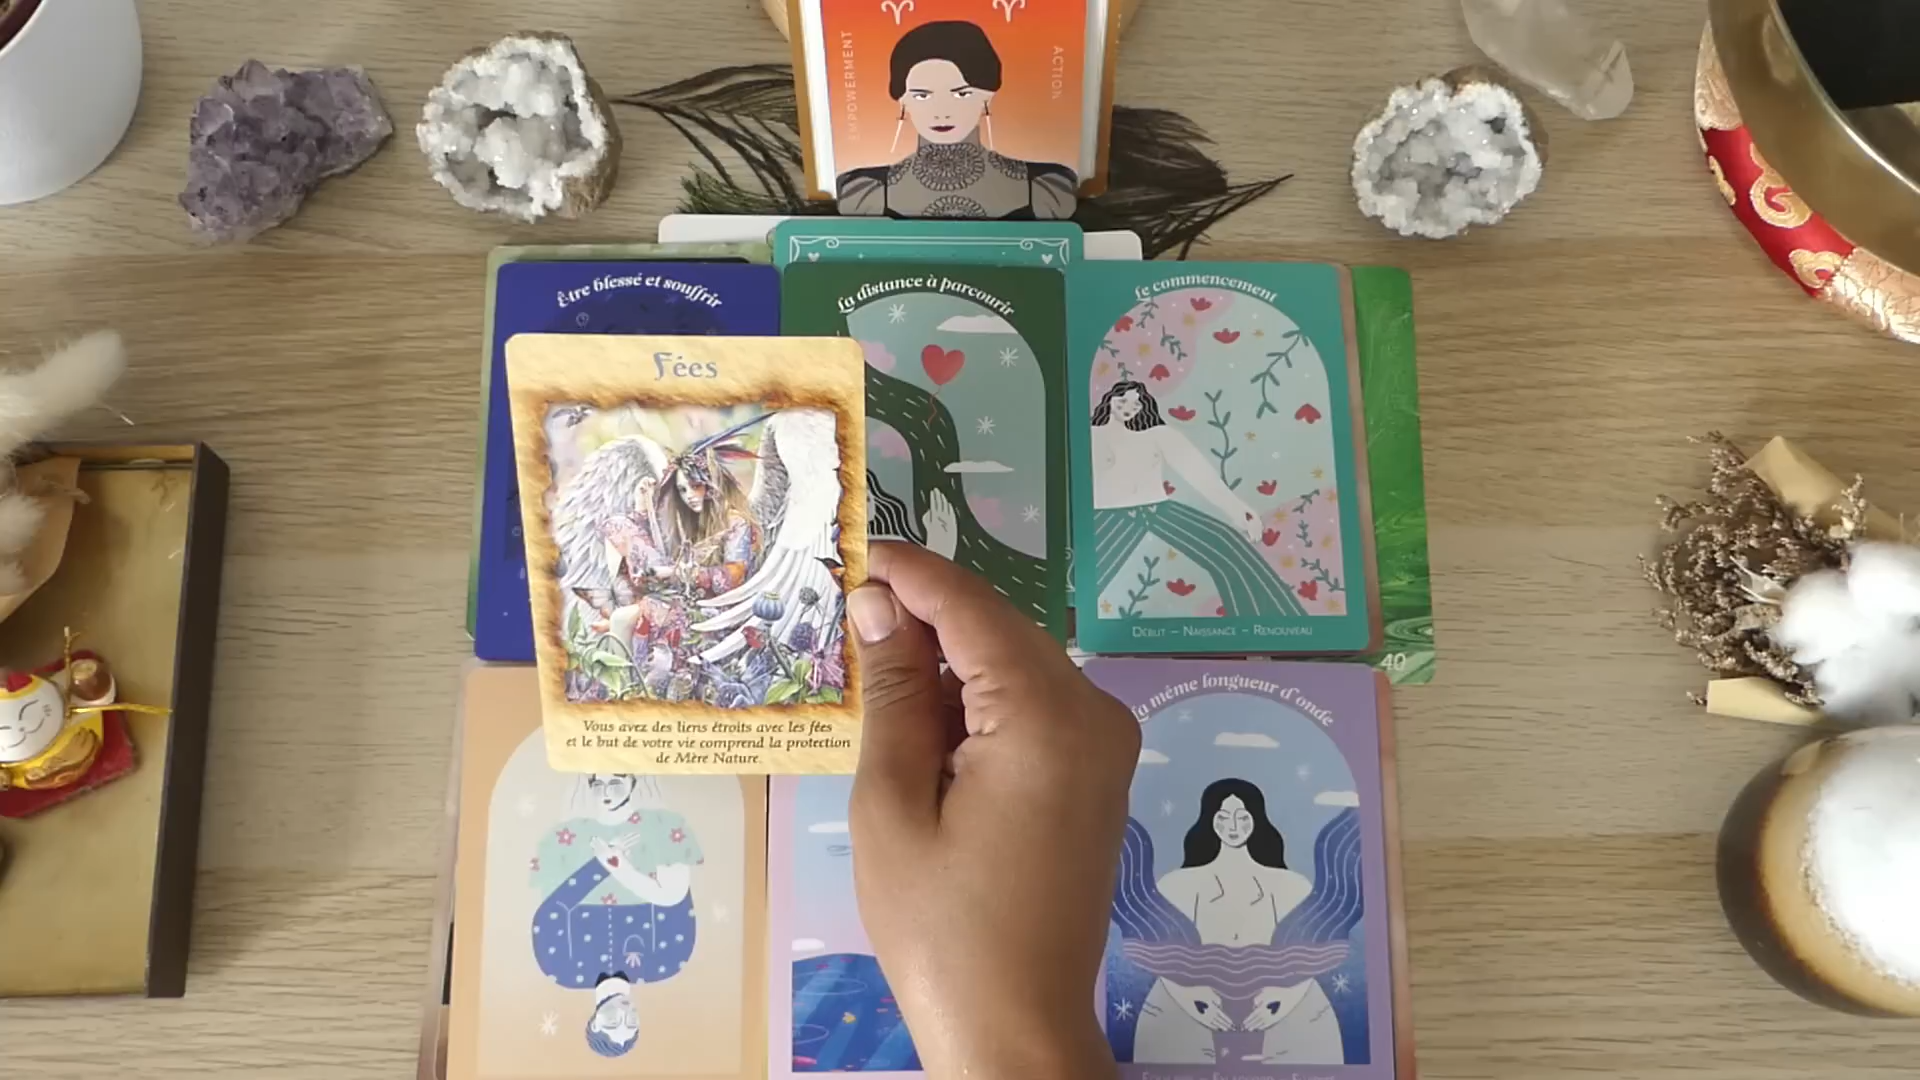 EMPOWERMENT
ACTION
Être blessé et souffrir
La distance à parcourir
Le commencement
Fées
Vous avez des liens étroits avec les fées
et le but de votre vie comprend la protection
de Mère Nature.
Début – Naissance – Renouveau
40
La même longueur d'onde